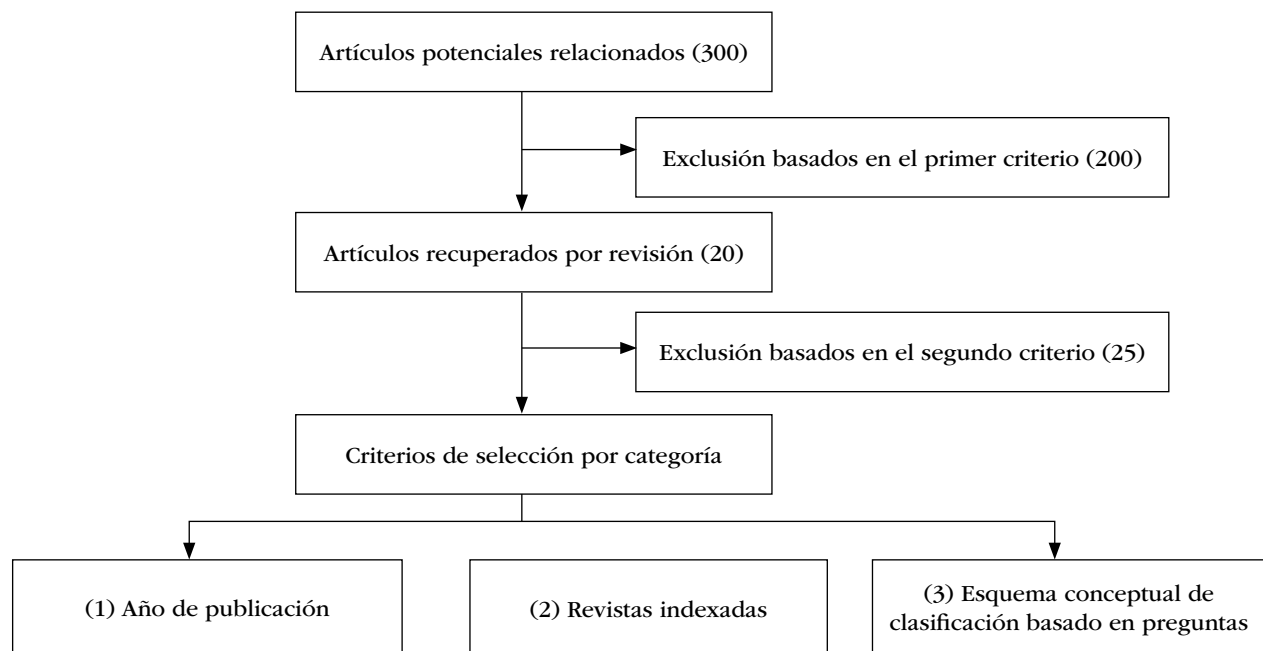 Artículos potenciales relacionados (300)
Exclusión basados en el primer criterio (200)
Artículos recuperados por revisión (20)
Exclusión basados en el segundo criterio (25)
Criterios de selección por categoría
(1) Año de publicación
(2) Revistas indexadas
(3) Esquema conceptual de
clasificación basado en preguntas